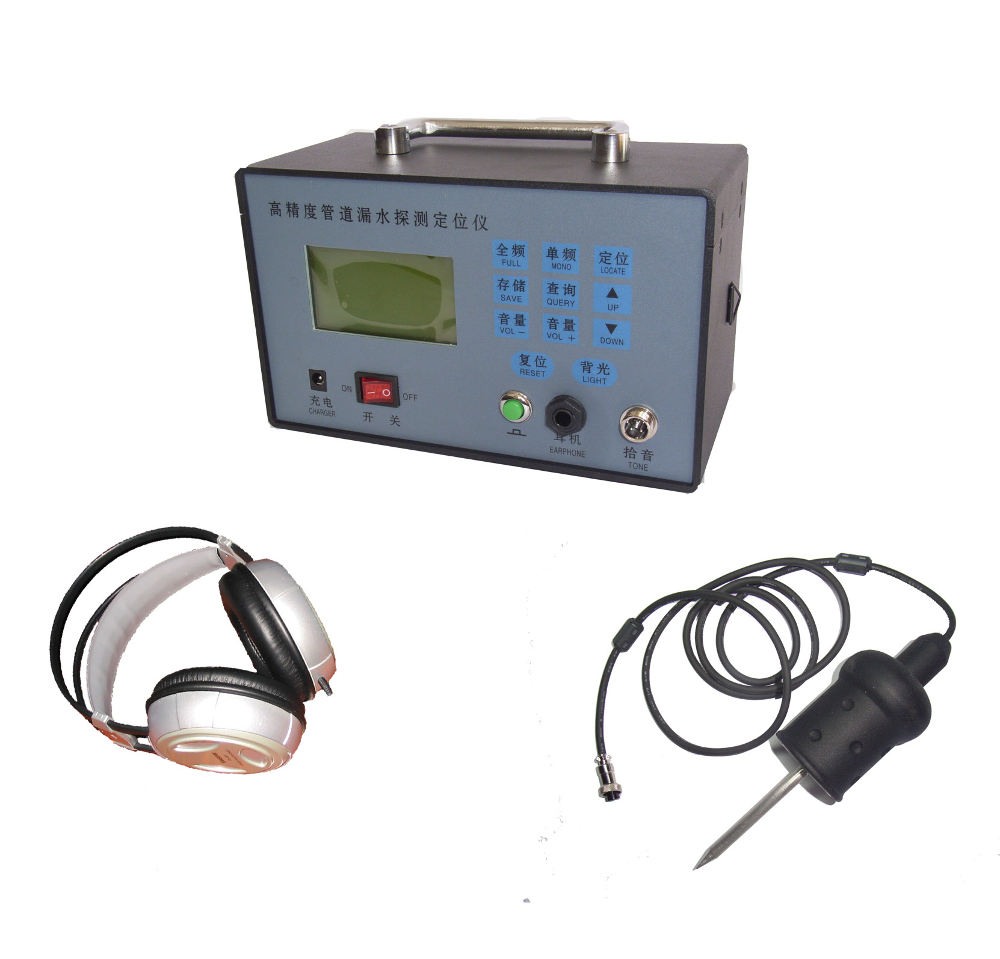 高精度管道漏水探测定位仪
全频
FULL
单频
MONO
定位
LOCATE
存储
SAVE
查询
QUERY
▲
UP
音量
VOL －
音量
VOL ＋
▼
DOWN
复位
RESET
背光
LIGHT
充电
CHARGER
ON
OFF
开 关
耳机
EARPHONE
拾音
TONE